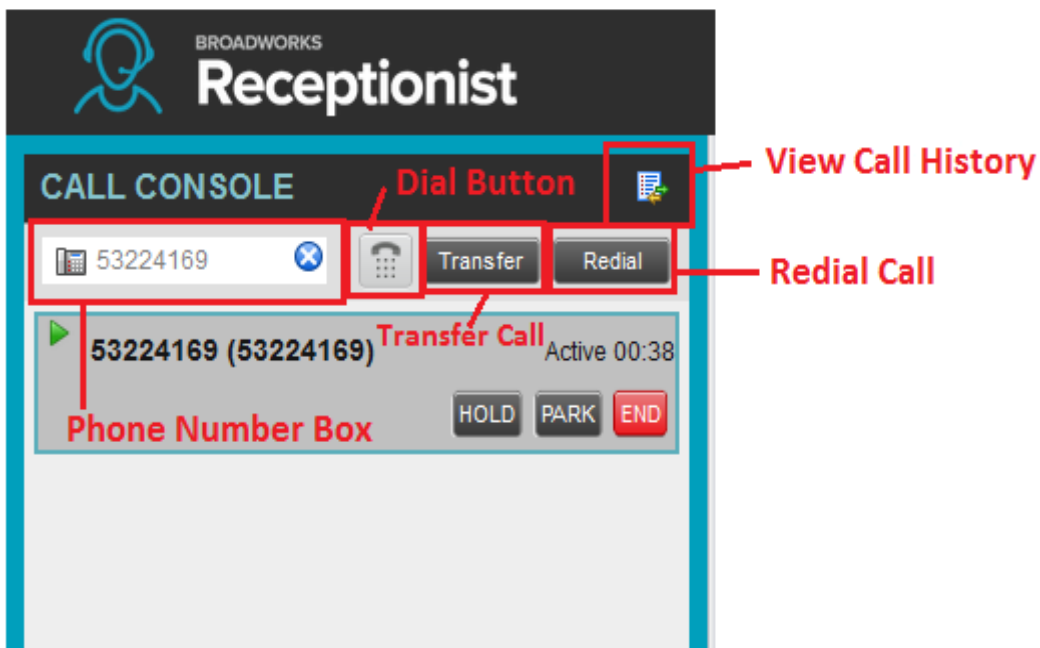 BROADWORKS
Receptionist
CALL CONSOLE
Dial Button
View Call History
53224169
Transfer
Redial
Redial Call
Transfer Call
53224169 (53224169)
Active 00:38
Phone Number Box
HOLD
PARK
END